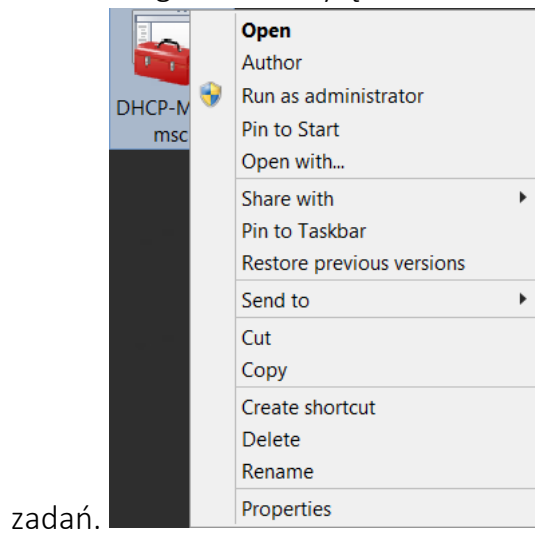 Open
Author
DHCP-M
Run as administrator
msc
Pin to Start
Open with...
Share with
Pin to Taskbar
Restore previous versions
Send to
Cut
Copy
Create shortcut
Delete
Rename
Properties
zadań.